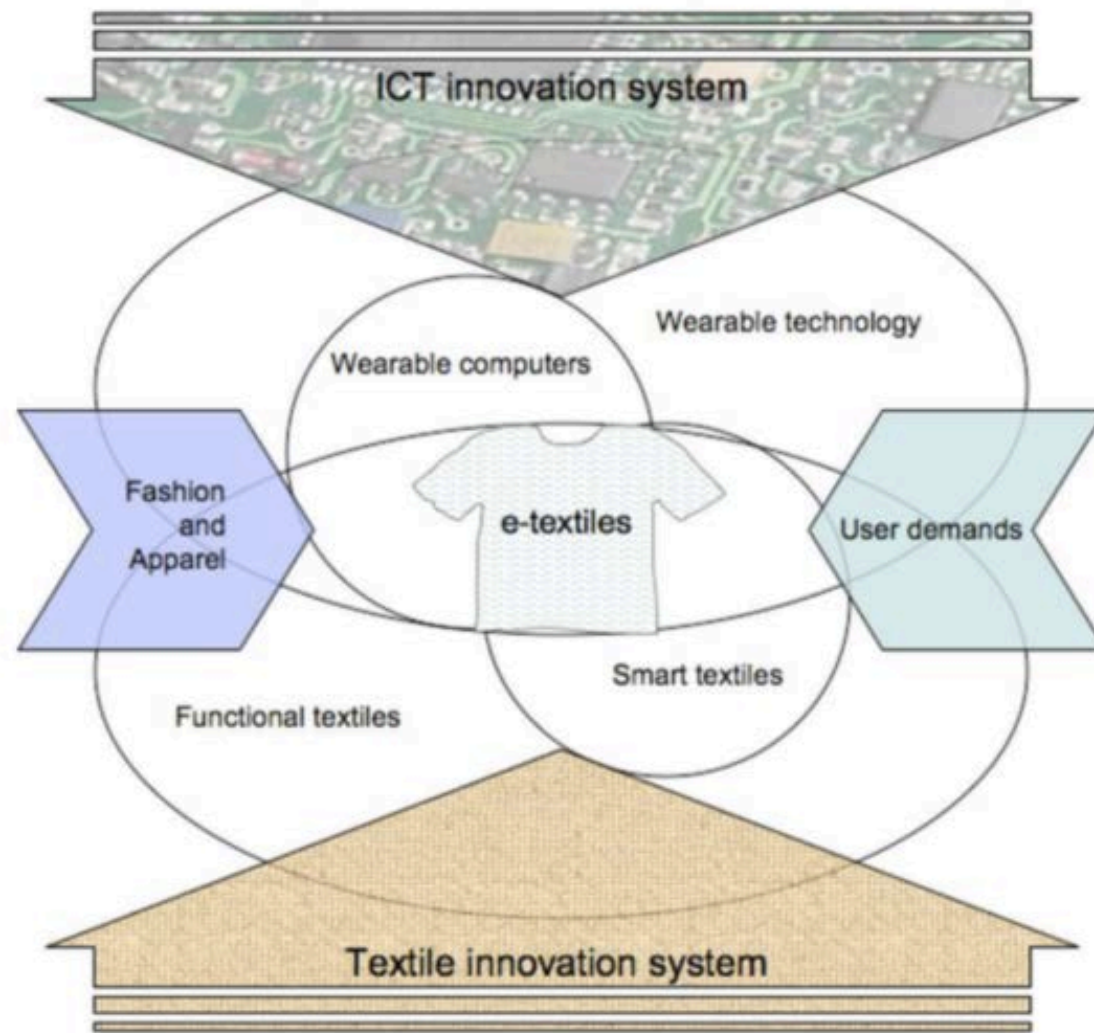 ICT innovation system
Wearable technology
Wearable computers
Fashion
and
Apparel
e-textiles
User demands
Smart textiles
Functional textiles
Textile innovation system